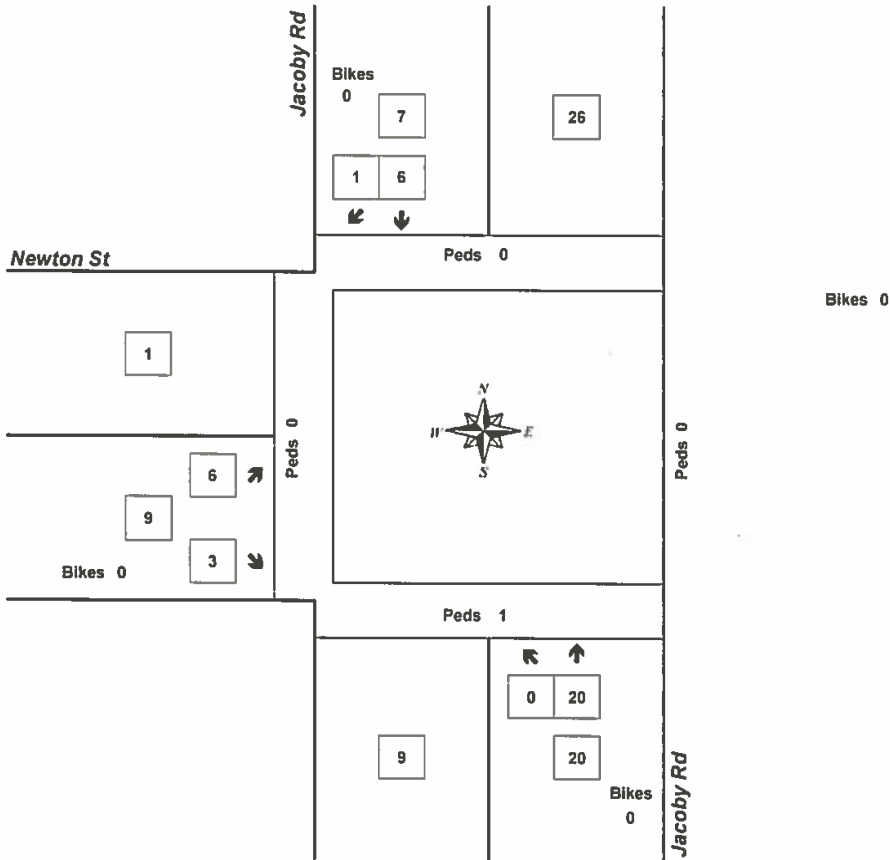 Jacoby Rd
Bikes
0
7
26
1 6
Peds 0
Newton St
Bikes 0
1
N
W E
S
Peds 0
Peds 0
6
9
3
Bikes 0
Peds 1
0 20
9
20
Bikes
0
Jacoby Rd